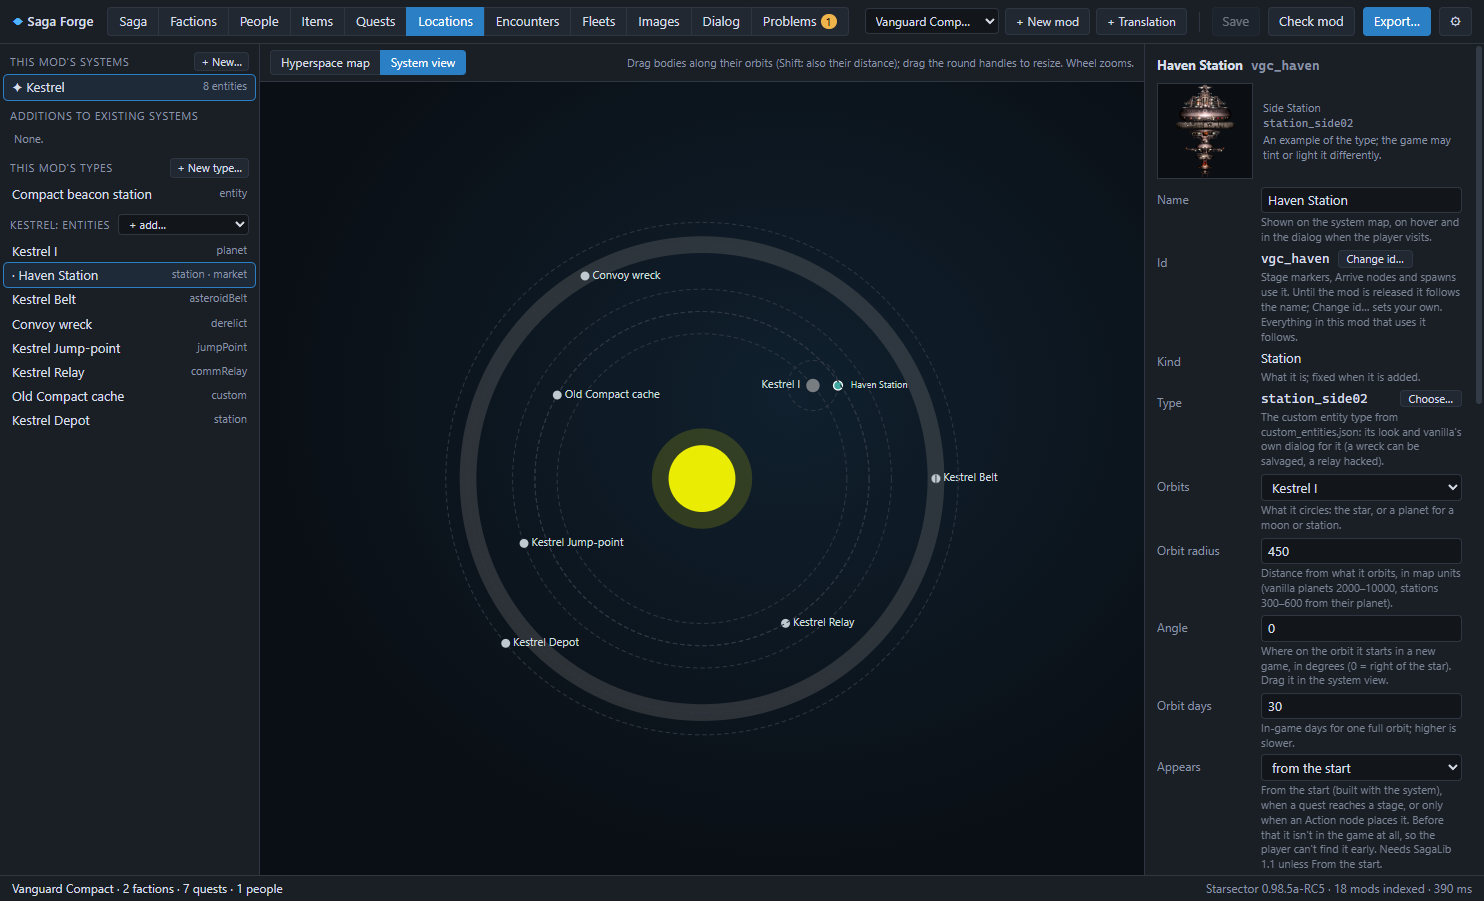 Saga Forge
Saga
Factions
People
Items
Quests
Locations
Encounters
Fleets
Images
Dialog
Problems 1
Vanguard Comp...
+ New mod
+ Translation
Save
Check mod
Export...
THIS MOD'S SYSTEMS
+ New...
Kestrel
8 entities
ADDITIONS TO EXISTING SYSTEMS
None.
THIS MOD'S TYPES
+ New type...
Compact beacon station
entity
KESTREL: ENTITIES
+ add...
Kestrel I
planet
· Haven Station
station · market
Kestrel Belt
asteroidBelt
Convoy wreck
derelict
Kestrel Jump-point
jumpPoint
Kestrel Relay
commRelay
Old Compact cache
custom
Kestrel Depot
station
Hyperspace map
System view
Drag bodies along their orbits (Shift: also their distance); drag the round handles to resize. Wheel zooms.
Convoy wreck
Kestrel I
Haven Station
Old Compact cache
Kestrel Belt
Kestrel Jump-point
Kestrel Relay
Kestrel Depot
Haven Station vgc_haven
Side Station
station_side02
An example of the type; the game may
tint or light it differently.
Name
Haven Station
Shown on the system map, on hover and
in the dialog when the player visits.
Id
vgc_haven
Change id...
Stage markers, Arrive nodes and spawns
use it. Until the mod is released it follows
the name; Change id... sets your own.
Everything in this mod that uses it
follows.
Kind
Station
What it is; fixed when it is added.
Type
station_side02
Choose...
The custom entity type from
custom_entities.json: its look and vanilla's
own dialog for it (a wreck can be
salvaged, a relay hacked).
Orbits
Kestrel I
What it circles: the star, or a planet for a
moon or station.
Orbit radius
450
Distance from what it orbits, in map units
(vanilla planets 2000–10000, stations
300–600 from their planet).
Angle
0
Where on the orbit it starts in a new
game, in degrees (0 = right of the star).
Drag it in the system view.
Orbit days
30
In-game days for one full orbit; higher is
slower.
Appears
from the start
From the start (built with the system),
when a quest reaches a stage, or only
when an Action node places it. Before
that it isn't in the game at all, so the
player can't find it early. Needs SagaLib
1.1 unless From the start.
Vanguard Compact · 2 factions · 7 quests · 1 people
Starsector 0.98.5a-RC5 · 18 mods indexed · 390 ms